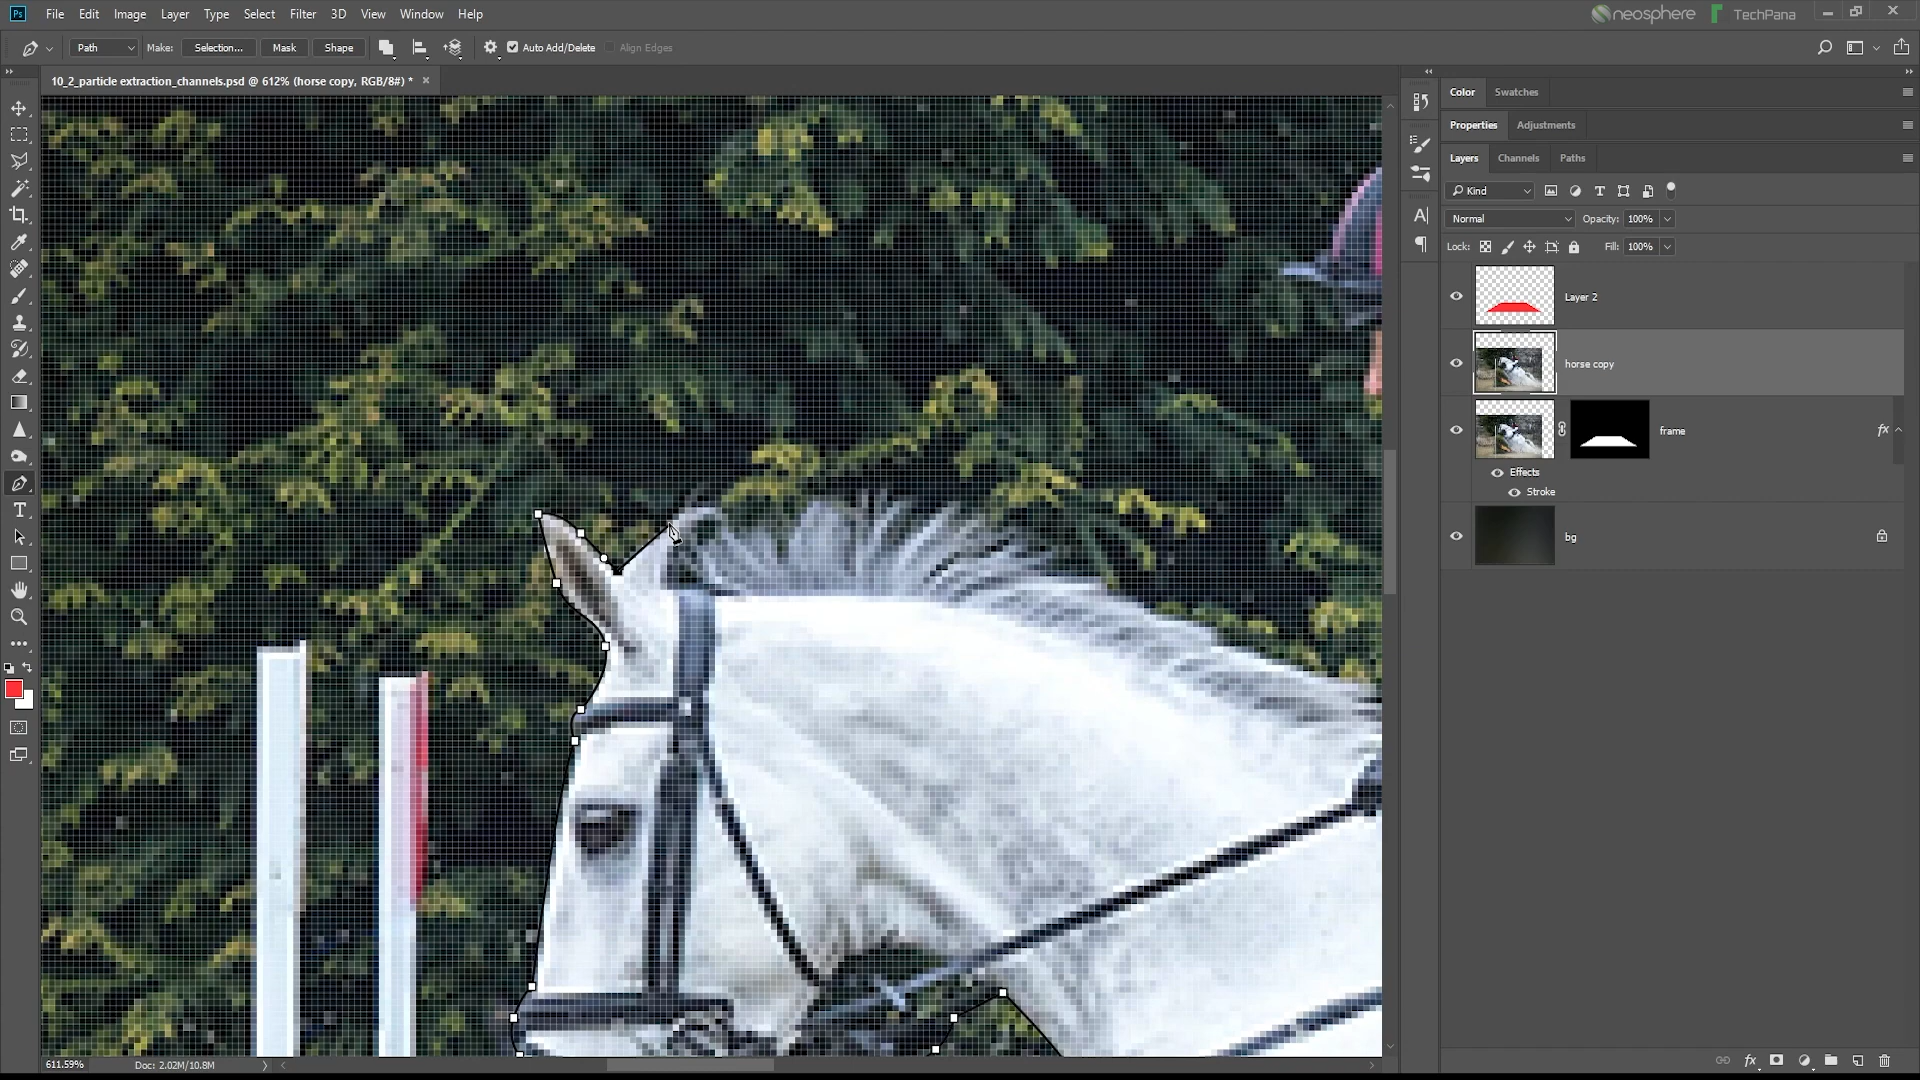 Ps File Edit Image Layer Type Select Filter 3D View Window Help
neosphere TechPana
Path Make: Selection... Mask Shape Auto Add/Delete Align Edges
10_2_particle extraction_channels.psd @ 612% (horse copy, RGB/8#) *
Color Swatches
Properties Adjustments
Layers Channels Paths
Kind
Normal Opacity: 100%
Lock: Fill: 100%
Layer 2
horse copy
frame fx
Effects
Stroke
bg
611.59% Doc: 2.02M/10.8M
fx